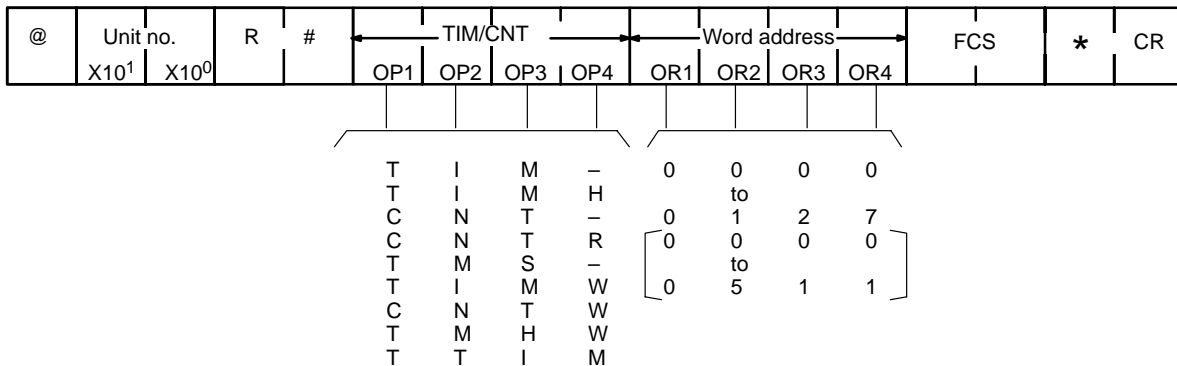 @ Unit no. R # TIM/CNT Word address FCS * CR
X10¹ X10⁰ OP1 OP2 OP3 OP4 OR1 OR2 OR3 OR4
T I M – 0 0 0 0
T I M H to
C N T – 0 1 2 7
C N T R 0 0 0 0
T M S – to
T I M W 0 5 1 1
C N T W
T M H W
T T I M